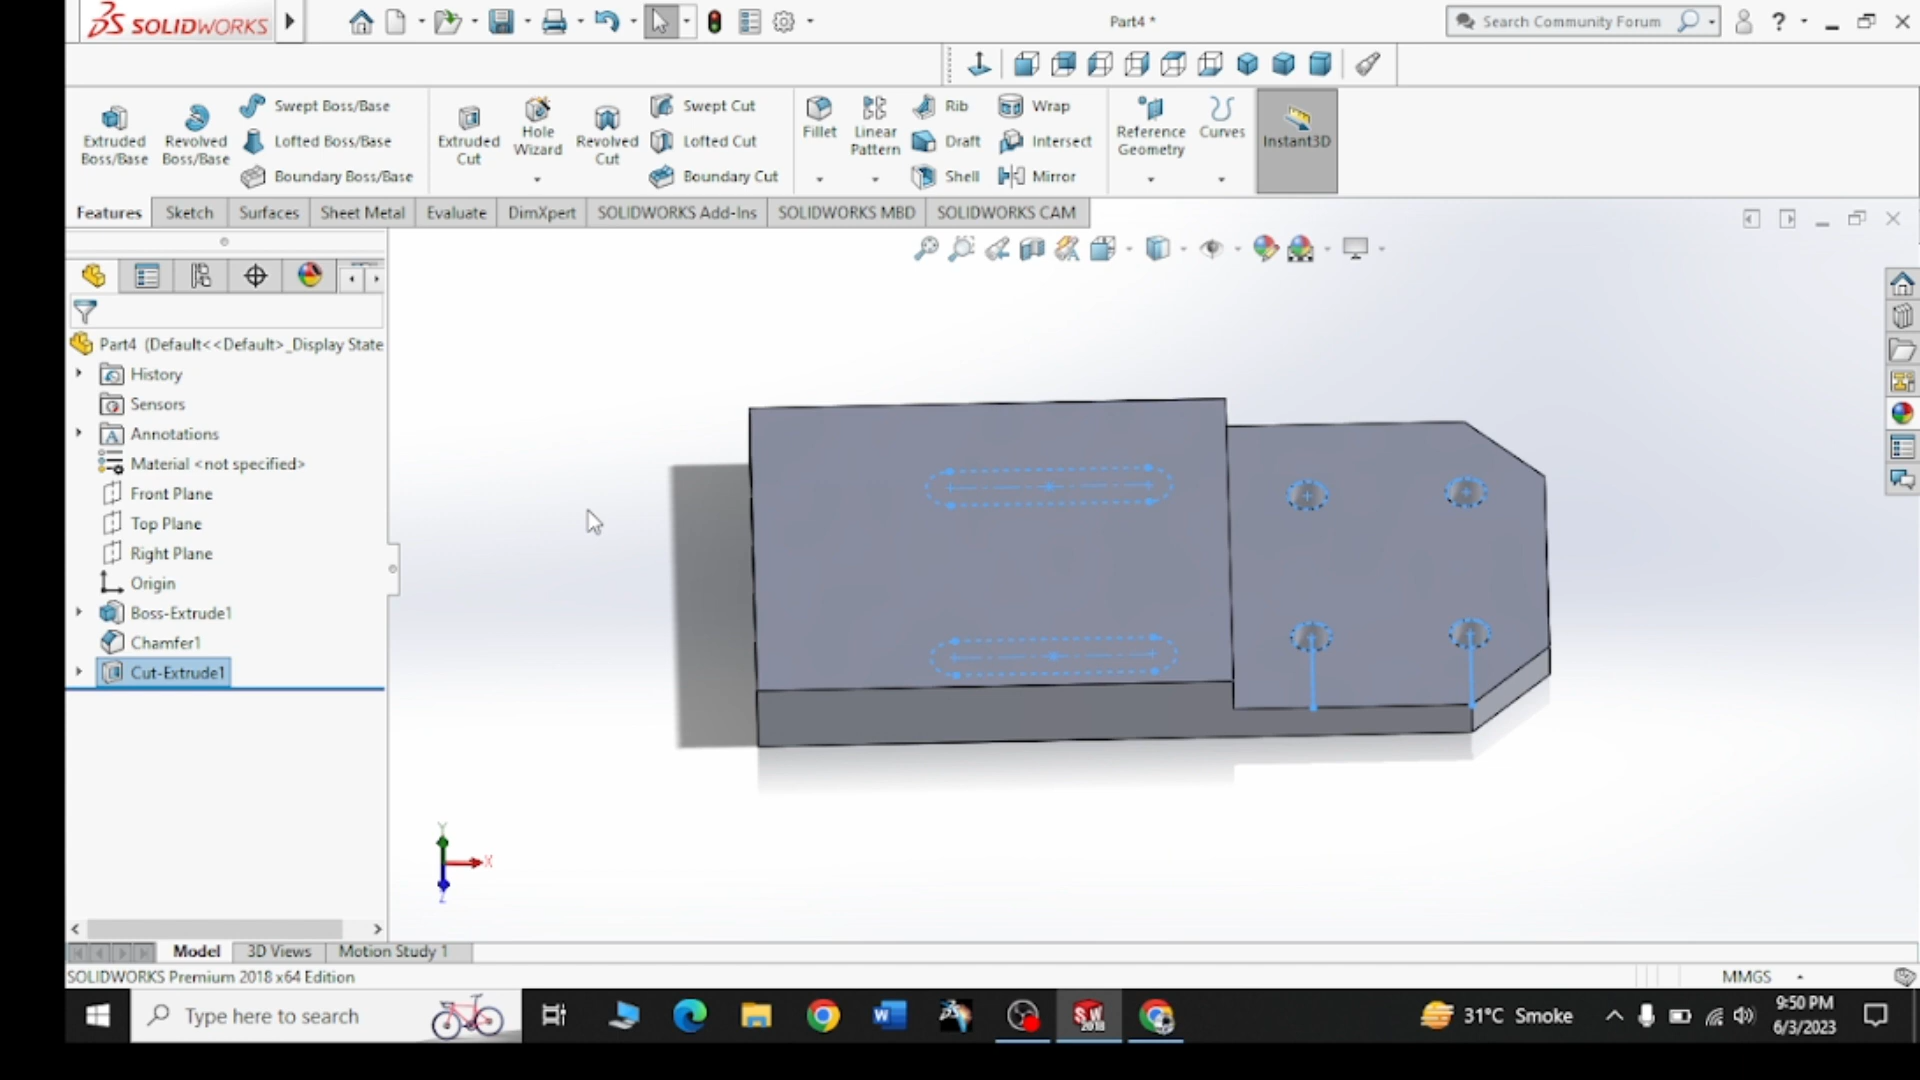 SOLIDWORKS
Part4 *
Search Community Forum
?
Extruded Boss/Base
Revolved Boss/Base
Swept Boss/Base
Lofted Boss/Base
Boundary Boss/Base
Extruded Cut
Hole Wizard
Revolved Cut
Swept Cut
Lofted Cut
Boundary Cut
Fillet
Linear Pattern
Rib
Draft
Shell
Wrap
Intersect
Mirror
Reference Geometry
Curves
Instant3D
Features
Sketch
Surfaces
Sheet Metal
Evaluate
DimXpert
SOLIDWORKS Add-Ins
SOLIDWORKS MBD
SOLIDWORKS CAM
Part4 (Default<<Default>_Display State
History
Sensors
Annotations
Material <not specified>
Front Plane
Top Plane
Right Plane
Origin
Boss-Extrude1
Chamfer1
Cut-Extrude1
Y
X
Z
Model
3D Views
Motion Study 1
SOLIDWORKS Premium 2018 x64 Edition
MMGS
Type here to search
SW
2018
31°C Smoke
9:50 PM
6/3/2023